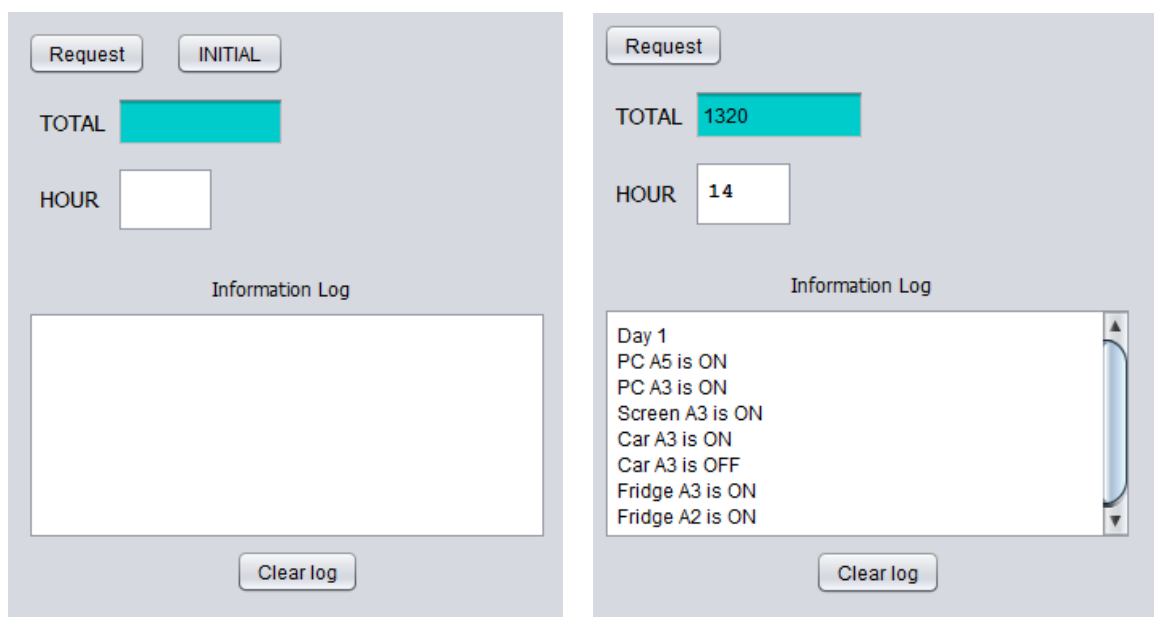 Request INITIAL
TOTAL
HOUR
Information Log
Clear log
Request
TOTAL 1320
HOUR 14
Information Log
Day 1
PC A5 is ON
PC A3 is ON
Screen A3 is ON
Car A3 is ON
Car A3 is OFF
Fridge A3 is ON
Fridge A2 is ON
Clear log